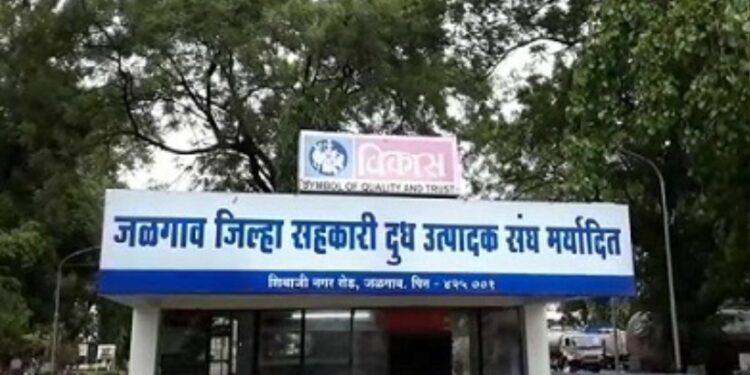 विकास
SYMBOL OF QUALITY AND TRUST
जळगाव जिल्हा सहकारी दुध उत्पादक संघ मर्यादित
शिवाजी नगर रोड, जळगाव. पिन - ४२५ ००१